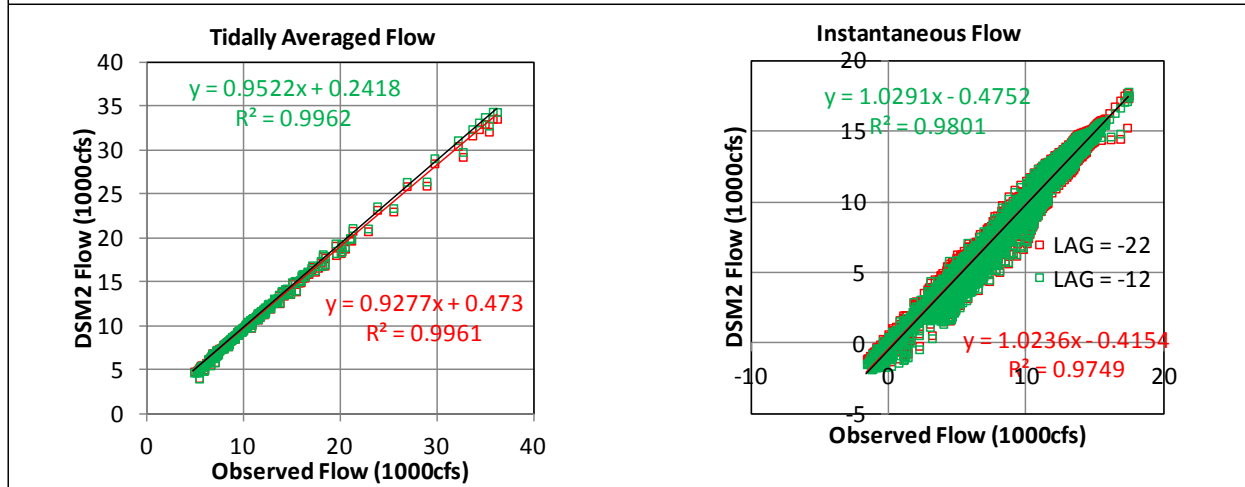 Tidally Averaged Flow
y = 0.9522x + 0.2418
R² = 0.9962
y = 0.9277x + 0.473
R² = 0.9961
DSM2 Flow (1000cfs)
40
35
30
25
20
15
10
5
0
0 10 20 30 40
Observed Flow (1000cfs)
Instantaneous Flow
y = 1.0291x - 0.4752
R² = 0.9801
LAG = -22
LAG = -12
y = 1.0236x - 0.4154
R² = 0.9749
DSM2 Flow (1000cfs)
20
15
10
5
0
-5
-10 0 10 20
Observed Flow (1000cfs)